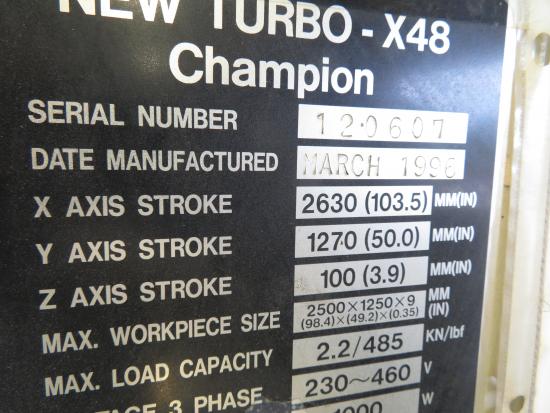 NEW TURBO - X48
Champion
SERIAL NUMBER 120607
DATE MANUFACTURED MARCH 1996
X AXIS STROKE 2630 (103.5) MM(IN)
Y AXIS STROKE 1270 (50.0) MM(IN)
Z AXIS STROKE 100 (3.9) MM(IN)
MAX. WORKPIECE SIZE 2500×1250×9 MM
(98.4)×(49.2)×(0.35) (IN)
MAX. LOAD CAPACITY 2.2/485 KN/lbf
3 PHASE 230~460 V
W